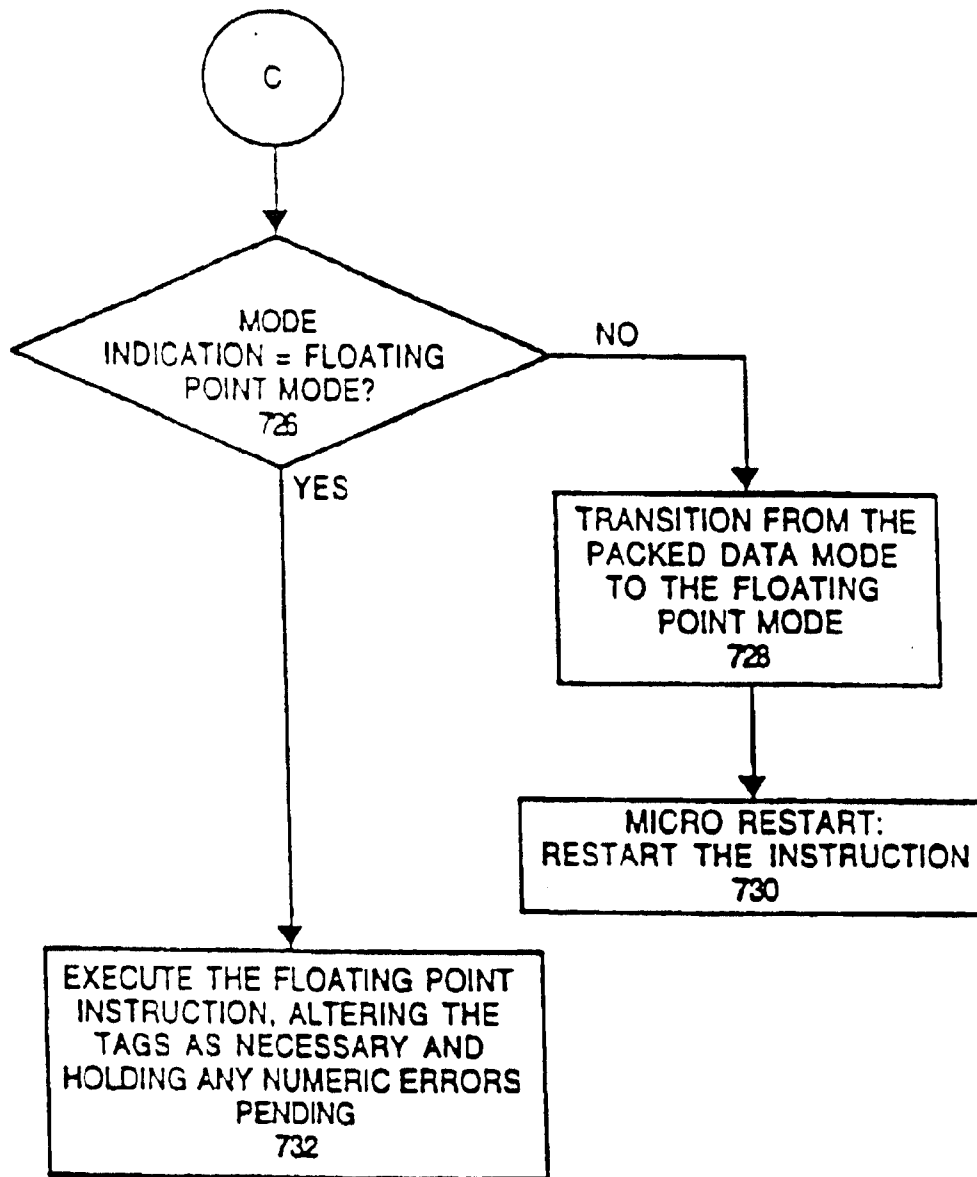 C
MODE
INDICATION = FLOATING
POINT MODE?
726
NO
YES
TRANSITION FROM THE
PACKED DATA MODE
TO THE FLOATING
POINT MODE
728
MICRO RESTART:
RESTART THE INSTRUCTION
730
EXECUTE THE FLOATING POINT
INSTRUCTION, ALTERING THE
TAGS AS NECESSARY AND
HOLDING ANY NUMERIC ERRORS
PENDING
732